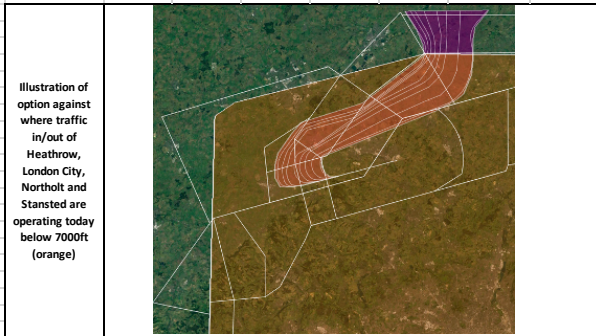 Illustration of
option against
where traffic
in/out of
Heathrow,
London City,
Northolt and
Stansted are
operating today
below 7000ft
(orange)